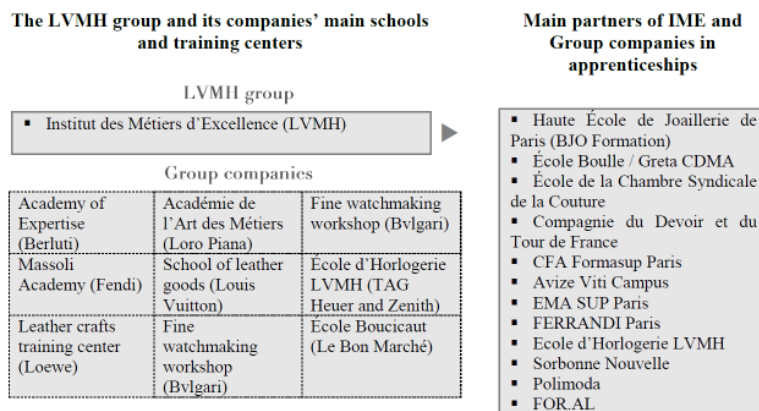 The LVMH group and its companies' main schools
and training centers
LVMH group
▪ Institut des Métiers d'Excellence (LVMH)
Group companies
Academy of
Expertise
(Berluti)
Académie de
l'Art des Métiers
(Loro Piana)
Fine watchmaking
workshop (Bvlgari)
Massoli
Academy (Fendi)
School of leather
goods (Louis
Vuitton)
École d'Horlogerie
LVMH (TAG
Heuer and Zenith)
Leather crafts
training center
(Loewe)
Fine
watchmaking
workshop
(Bvlgari)
École Boucicaut
(Le Bon Marché)
Main partners of IME and
Group companies in
apprenticeships
▪ Haute École de Joaillerie de
Paris (BJO Formation)
▪ École Boulle / Greta CDMA
▪ École de la Chambre Syndicale
de la Couture
▪ Compagnie du Devoir et du
Tour de France
▪ CFA Formasup Paris
▪ Avize Viti Campus
▪ EMA SUP Paris
▪ FERRANDI Paris
▪ Ecole d'Horlogerie LVMH
▪ Sorbonne Nouvelle
▪ Polimoda
▪ FOR.AL